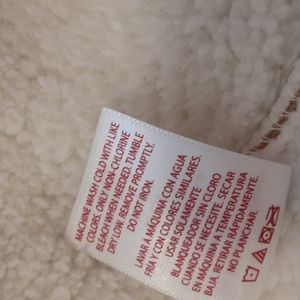 MACHINE WASH COLD WITH LIKE
COLORS. ONLY NON-CHLORINE
BLEACH WHEN NEEDED. TUMBLE
DRY LOW. REMOVE PROMPTLY.
DO NOT IRON.
LAVAR A MÁQUINA CON AGUA
FRÍA Y CON COLORES SIMILARES.
USAR SOLAMENTE
BLANQUEADOR SIN CLORO
CUANDO SE NECESITE. SECAR
EN MÁQUINA A TEMPERATURA
BAJA. RETIRAR RÁPIDAMENTE.
NO PLANCHAR.